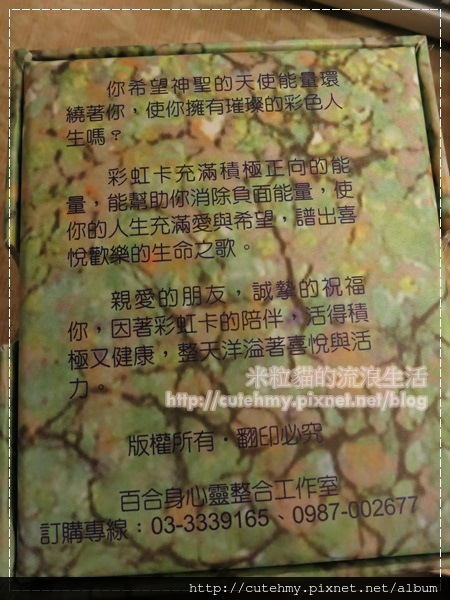 你希望神聖的天使能量環
繞著你，使你擁有璀璨的彩色人
生嗎？
彩虹卡充滿積極正向的能
量，能幫助你消除負面能量，使
你的人生充滿愛與希望，譜出喜
悅歡樂的生命之歌。
親愛的朋友，誠摯的祝福
你，因著彩虹卡的陪伴，活得積
極又健康，整天洋溢著喜悅與活
力。
米粒貓的流浪生活
http://cutehmy.pixnet.net/blog
版權所有・翻印必究
百合身心靈整合工作室
訂購專線：03-3339165、0987-002677
http://cutehmy.pixnet.net/album